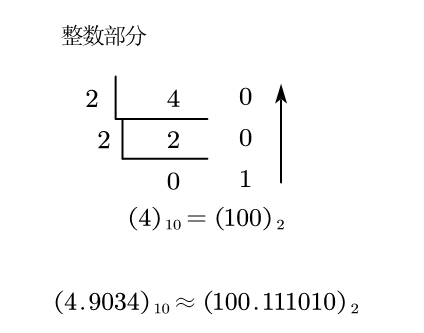 整数部分
2 4 0
2 2 0
0 1
(4)₁₀ = (100)₂
(4.9034)₁₀ ≈ (100.111010)₂